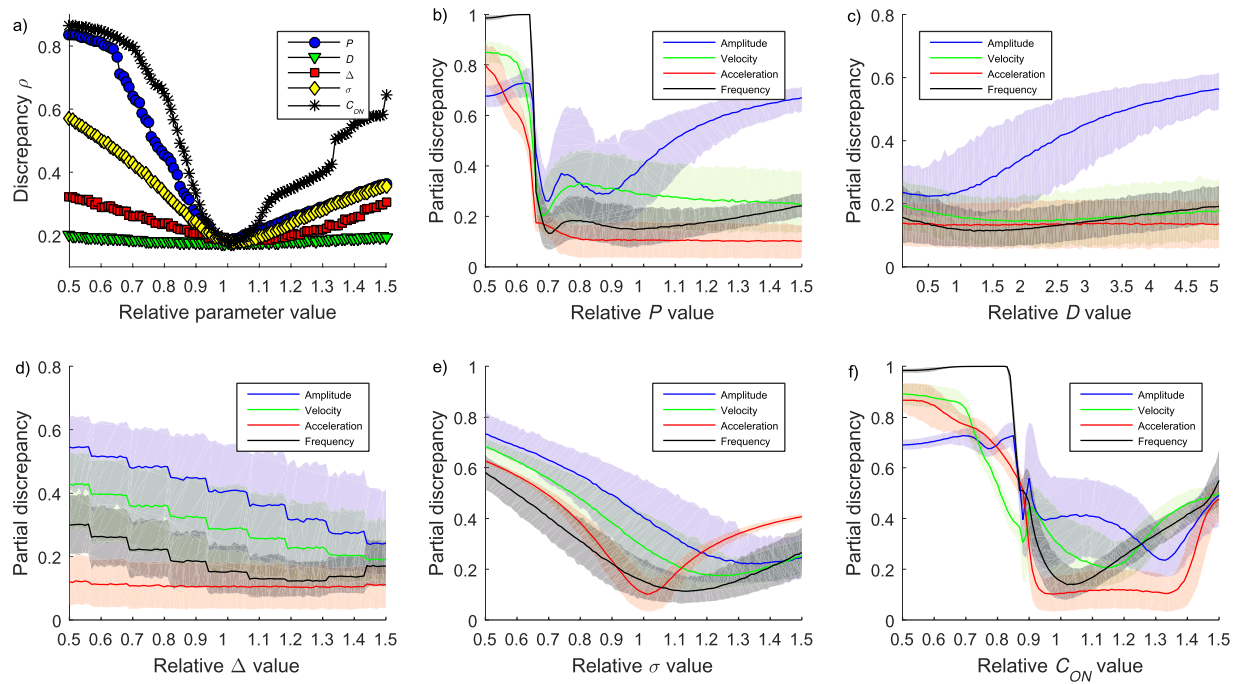 a)
0.8
0.6
0.4
0.2
Discrepancy ρ
P
D
Δ
σ
C_ON
0.5 0.6 0.7 0.8 0.9 1 1.1 1.2 1.3 1.4 1.5
Relative parameter value
b)
1
0.8
0.6
0.4
0.2
0
Partial discrepancy
Amplitude
Velocity
Acceleration
Frequency
0.5 0.6 0.7 0.8 0.9 1 1.1 1.2 1.3 1.4 1.5
Relative P value
c)
0.8
0.6
0.4
0.2
0
Partial discrepancy
Amplitude
Velocity
Acceleration
Frequency
0.5 1 1.5 2 2.5 3 3.5 4 4.5 5
Relative D value
d)
0.8
0.6
0.4
0.2
0
Partial discrepancy
Amplitude
Velocity
Acceleration
Frequency
0.5 0.6 0.7 0.8 0.9 1 1.1 1.2 1.3 1.4 1.5
Relative Δ value
e)
1
0.8
0.6
0.4
0.2
0
Partial discrepancy
Amplitude
Velocity
Acceleration
Frequency
0.5 0.6 0.7 0.8 0.9 1 1.1 1.2 1.3 1.4 1.5
Relative σ value
f)
1
0.8
0.6
0.4
0.2
0
Partial discrepancy
Amplitude
Velocity
Acceleration
Frequency
0.5 0.6 0.7 0.8 0.9 1 1.1 1.2 1.3 1.4 1.5
Relative C_ON value